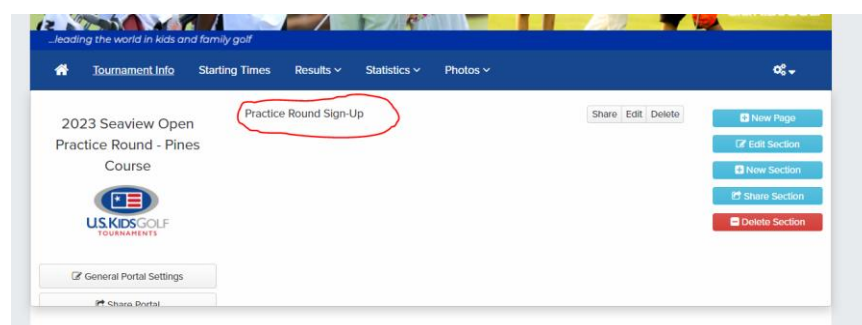 ...leading the world in kids and family golf
Tournament Info Starting Times Results Statistics Photos
2023 Seaview Open
Practice Round - Pines
Course
U.S.KIDSGOLF
TOURNAMENTS
General Portal Settings
Share Portal
Practice Round Sign-Up
Share Edit Delete
New Page
Edit Section
New Section
Share Section
Delete Section